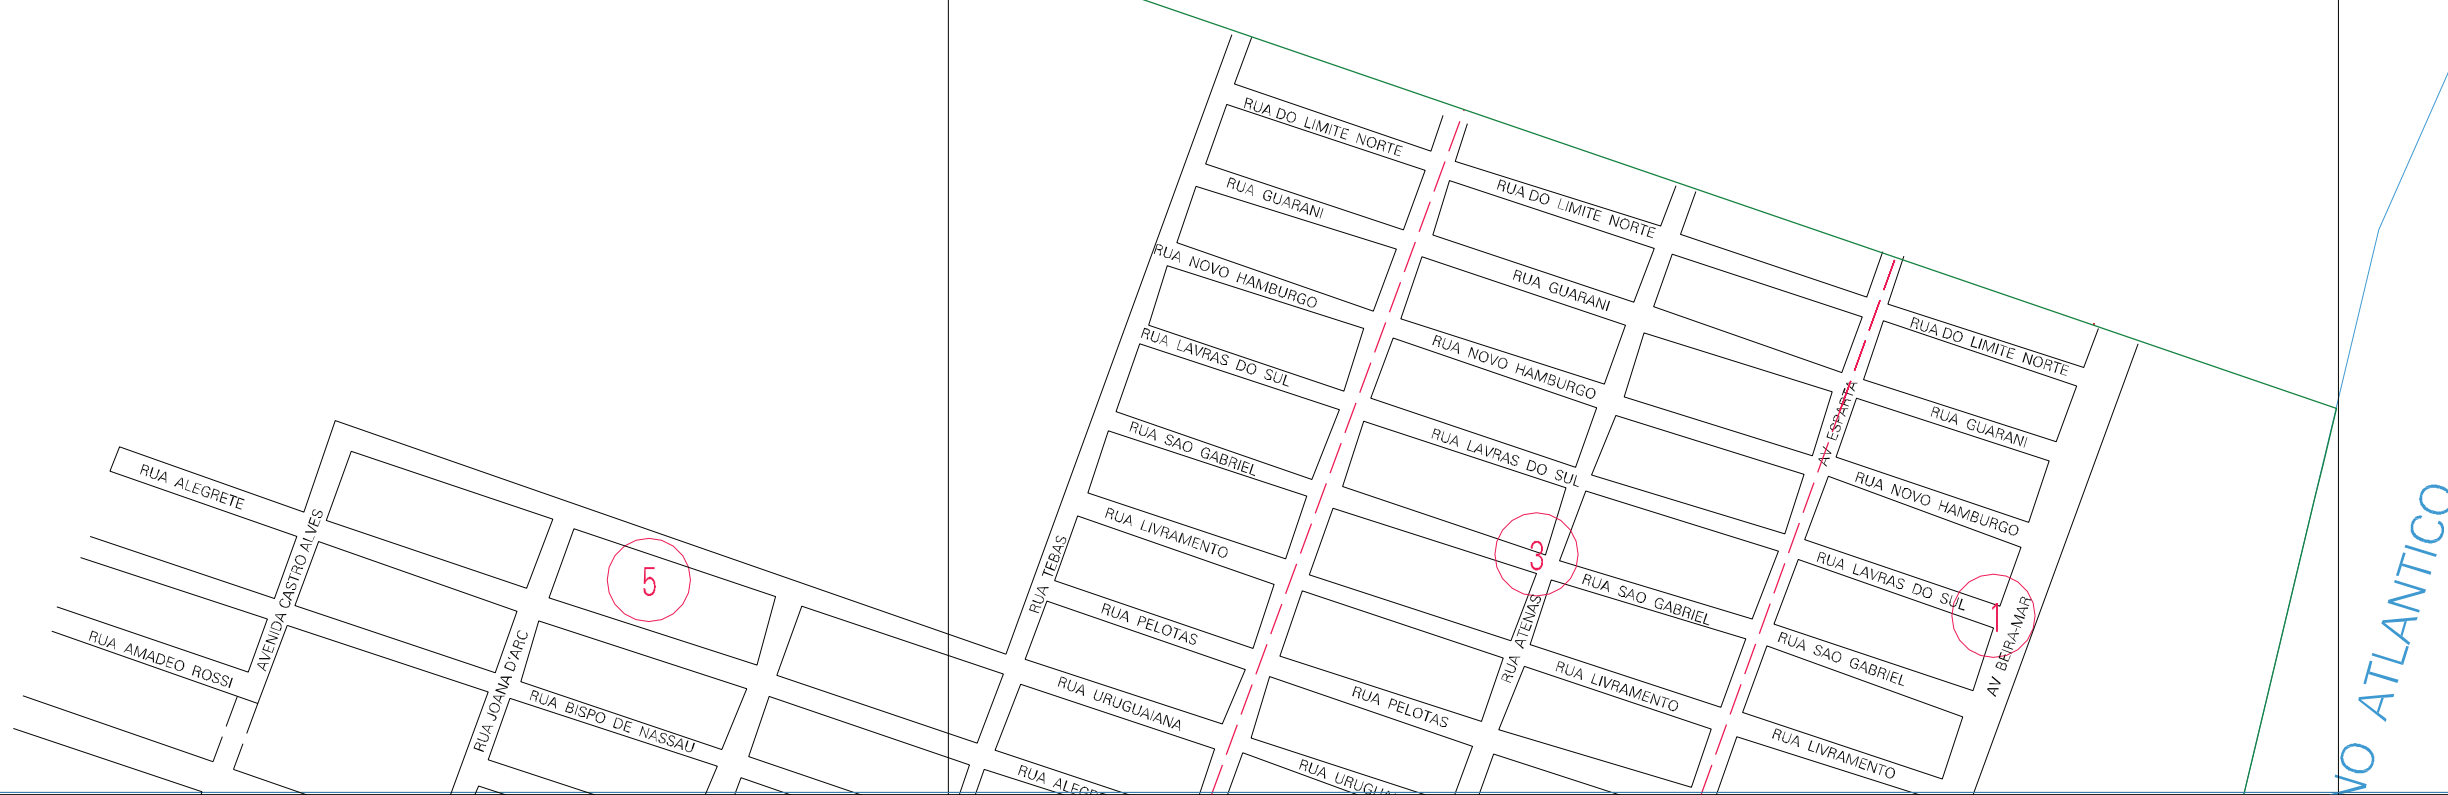 RUA DO LIMITE NORTE
RUA GUARANI
RUA NOVO HAMBURGO
RUA LAVRAS DO SUL
RUA SAO GABRIEL
RUA LIVRAMENTO
RUA PELOTAS
RUA URUGUAIANA
RUA TEBAS
RUA DO LIMITE NORTE
RUA GUARANI
RUA NOVO HAMBURGO
RUA LAVRAS DO SUL
3
RUA SAO GABRIEL
RUA LIVRAMENTO
RUA PELOTAS
RUA ATENAS
AV ESPARTA
RUA DO LIMITE NORTE
RUA GUARANI
RUA NOVO HAMBURGO
RUA LAVRAS DO SUL
1
RUA SAO GABRIEL
RUA LIVRAMENTO
AV BEIRA-MAR
ATLANTICO
RUA ALEGRETE
AVENIDA CASTRO ALVES
RUA AMADEO ROSSI
5
RUA JOANA D'ARC
RUA BISPO DE NASSAU